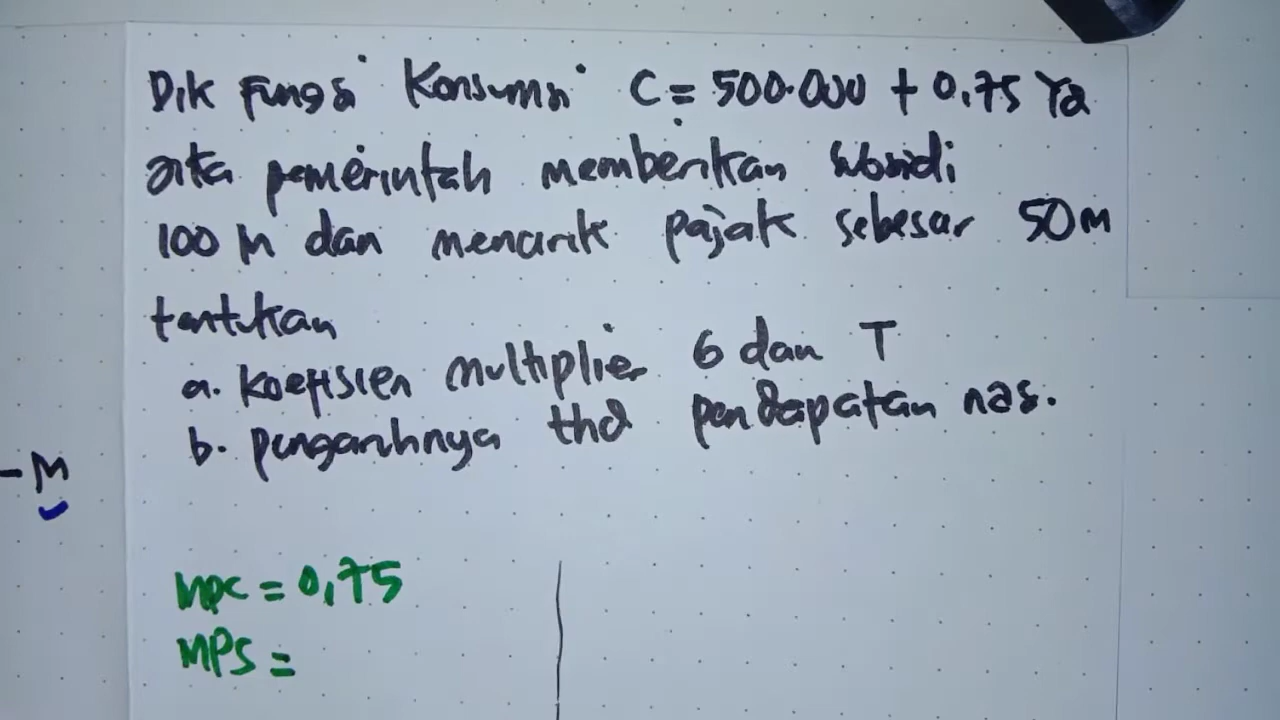 Dik Fungsi Konsumsi C = 500.000 + 0,75 Yd
Jika pemerintah memberikan subsidi
100 M dan menarik pajak sebesar 50 M
tentukan
a. Koefisien multiplier G dan T
b. pengaruhnya thd pendapatan nas.
- M
MPC = 0,75
MPS =